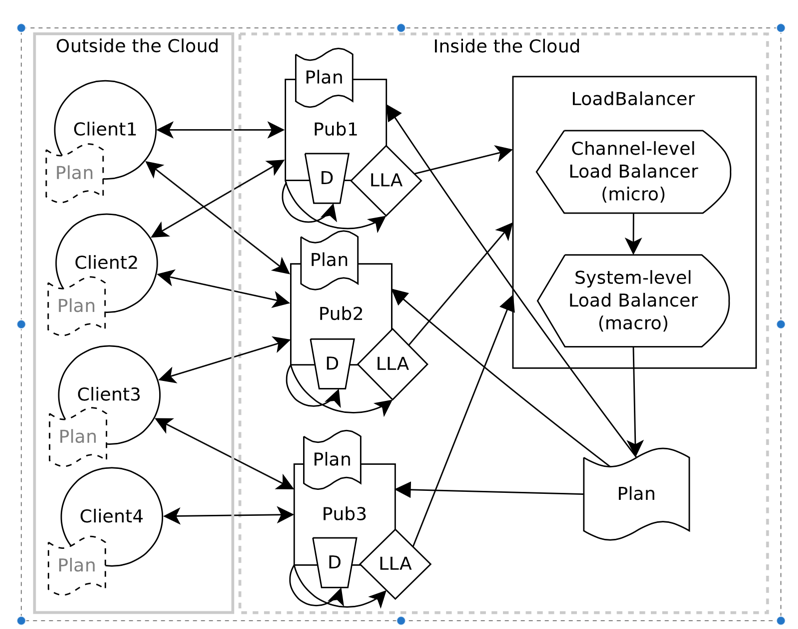 Outside the Cloud
Inside the Cloud
Client1
Plan
Client2
Plan
Client3
Plan
Client4
Plan
Plan
Pub1
D
LLA
Plan
Pub2
D
LLA
Plan
Pub3
D
LLA
LoadBalancer
Channel-level
Load Balancer
(micro)
System-level
Load Balancer
(macro)
Plan